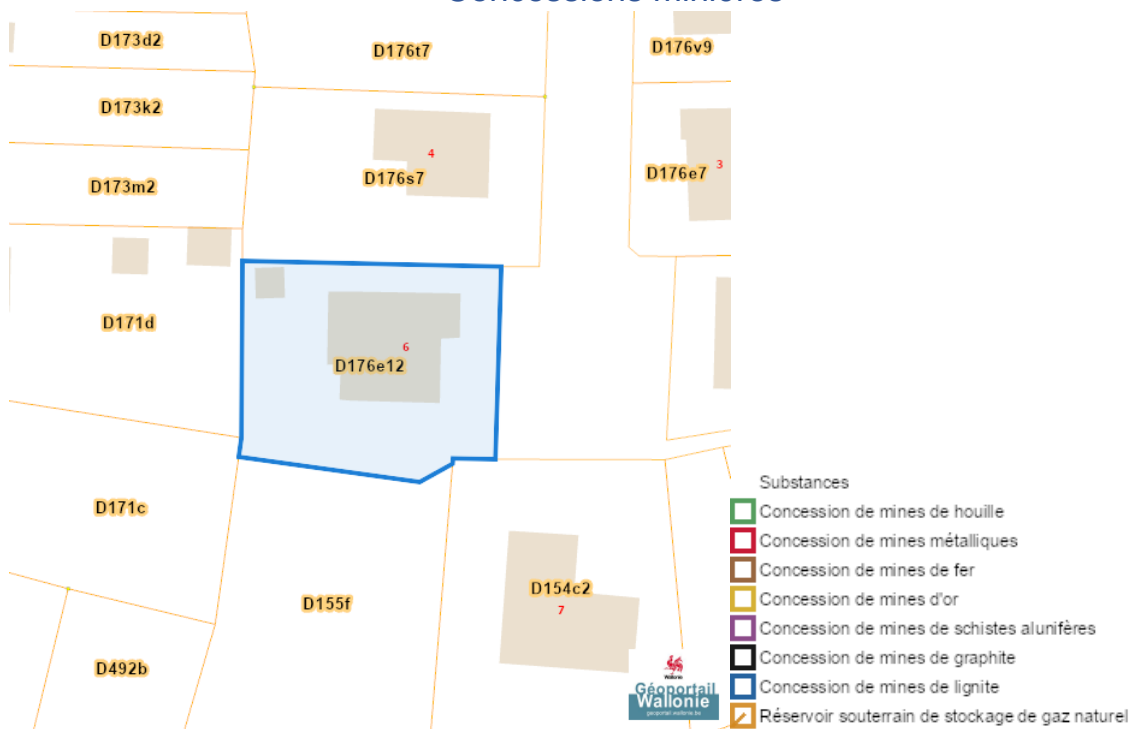 Concessions minières
D173d2
D176t7
D176v9
D173k2
4
3
D176s7
D176e7
D173m2
D171d
6
D176e12
D171c
D154c2
D155f
7
D492b
Wallonie
Géoportail
Wallonie
geoportail.wallonie.be
Substances
Concession de mines de houille
Concession de mines métalliques
Concession de mines de fer
Concession de mines d'or
Concession de mines de schistes alunifères
Concession de mines de graphite
Concession de mines de lignite
Réservoir souterrain de stockage de gaz naturel